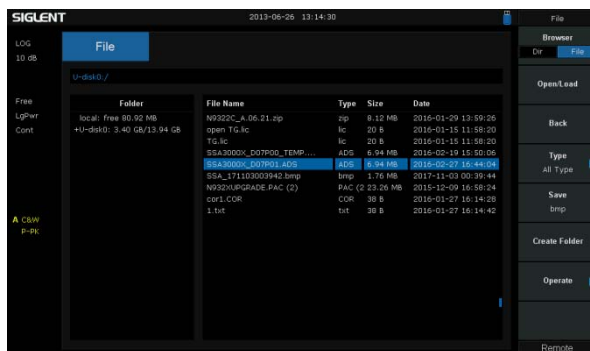 SIGLENT 2013-06-26 13:14:30 File
LOG
10 dB
Free
LgPwr
Cont
A C&W
P-PK
File
U-disk0:/
Folder
local: free 80.92 MB
+U-disk0: 3.40 GB/13.94 GB
File Name Type Size Date
N9322C_A.06.21.zip zip 8.12 MB 2016-01-29 13:59:26
open TG.lic lic 20 B 2016-01-15 11:58:20
TG.lic lic 20 B 2016-01-15 11:58:20
SSA3000X_D07P00_TEMP.... ADS 6.94 MB 2016-02-19 15:50:06
SSA3000X_D07P01.ADS ADS 6.94 MB 2016-02-27 16:44:04
SSA_171103003942.bmp bmp 1.76 MB 2017-11-03 00:39:44
N932XUPGRADE.PAC (2) PAC (2 23.26 MB 2015-12-09 16:58:24
cor1.COR COR 38 B 2016-01-27 16:14:28
1.txt txt 38 B 2016-01-27 16:14:42
Browser
Dir File
Open/Load
Back
Type
All Type
Save
bmp
Create Folder
Operate
Remote